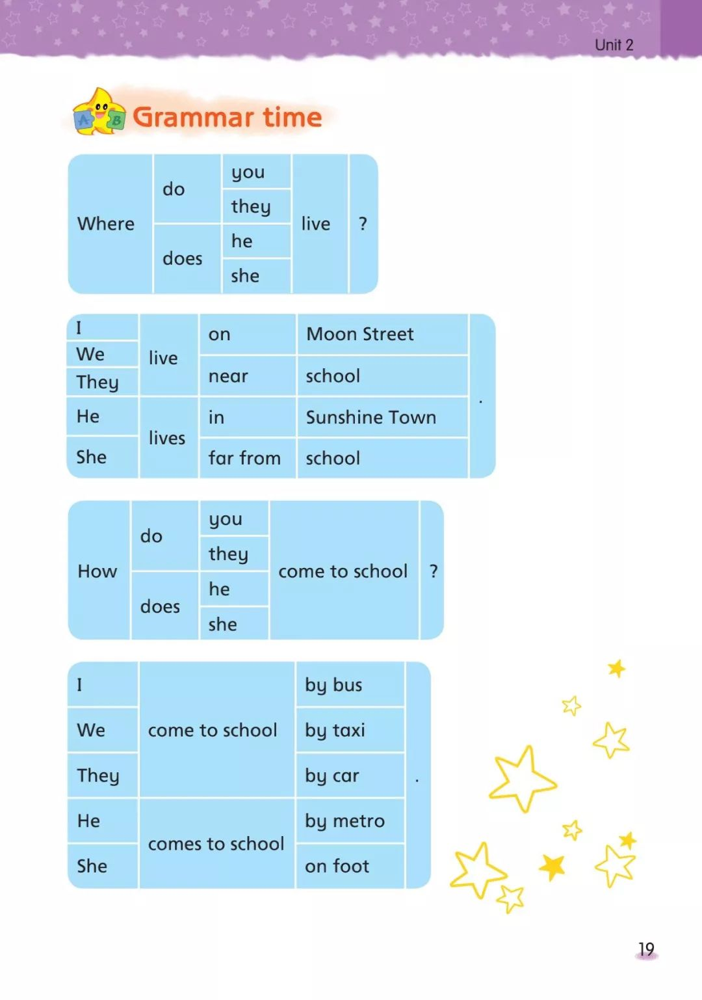 Unit 2
A B
Grammar time
Where do you they live ?
does he she
I We They live on Moon Street
near school
He She lives in Sunshine Town .
far from school
How do you they come to school ?
does he she
I by bus
We come to school by taxi
They by car .
He comes to school by metro
She on foot
19